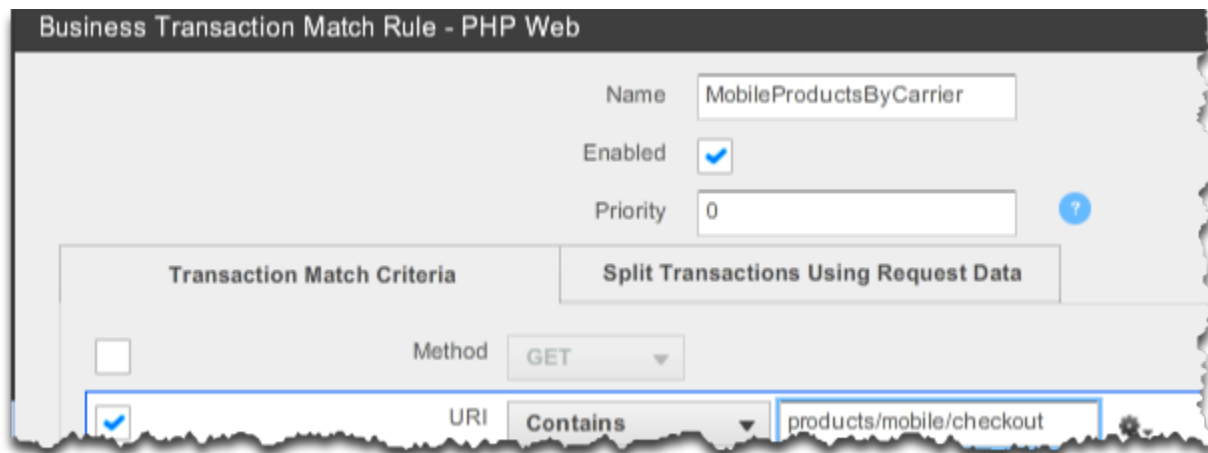 Business Transaction Match Rule - PHP Web
Name MobileProductsByCarrier
Enabled
Priority 0 ?
Transaction Match Criteria Split Transactions Using Request Data
Method GET
URI Contains products/mobile/checkout